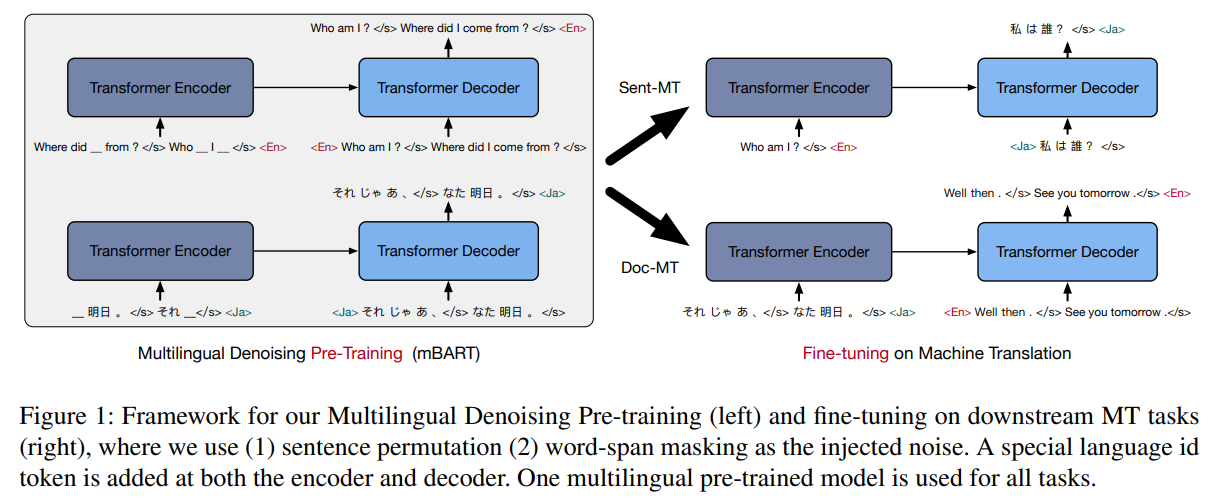 Who am I ? </s> Where did I come from ? </s> <En>
Transformer Encoder
Transformer Decoder
Where did __ from ? </s> Who __ I __ </s> <En>
<En> Who am I ? </s> Where did I come from ? </s>
それ じゃ あ 、</s> なた 明日 。 </s> <Ja>
Transformer Encoder
Transformer Decoder
__ 明日 。 </s> それ __</s> <Ja>
<Ja> それ じゃ あ 、</s> なた 明日 。 </s>
Multilingual Denoising Pre-Training (mBART)
Sent-MT
Doc-MT
私 は 誰 ? </s> <Ja>
Transformer Encoder
Transformer Decoder
Who am I ? </s> <En>
<Ja> 私 は 誰 ? </s>
Well then . </s> See you tomorrow .</s> <En>
Transformer Encoder
Transformer Decoder
それ じゃ あ 、</s> なた 明日 。 </s> <Ja>
<En> Well then . </s> See you tomorrow .</s>
Fine-tuning on Machine Translation
Figure 1: Framework for our Multilingual Denoising Pre-training (left) and fine-tuning on downstream MT tasks
(right), where we use (1) sentence permutation (2) word-span masking as the injected noise. A special language id
token is added at both the encoder and decoder. One multilingual pre-trained model is used for all tasks.